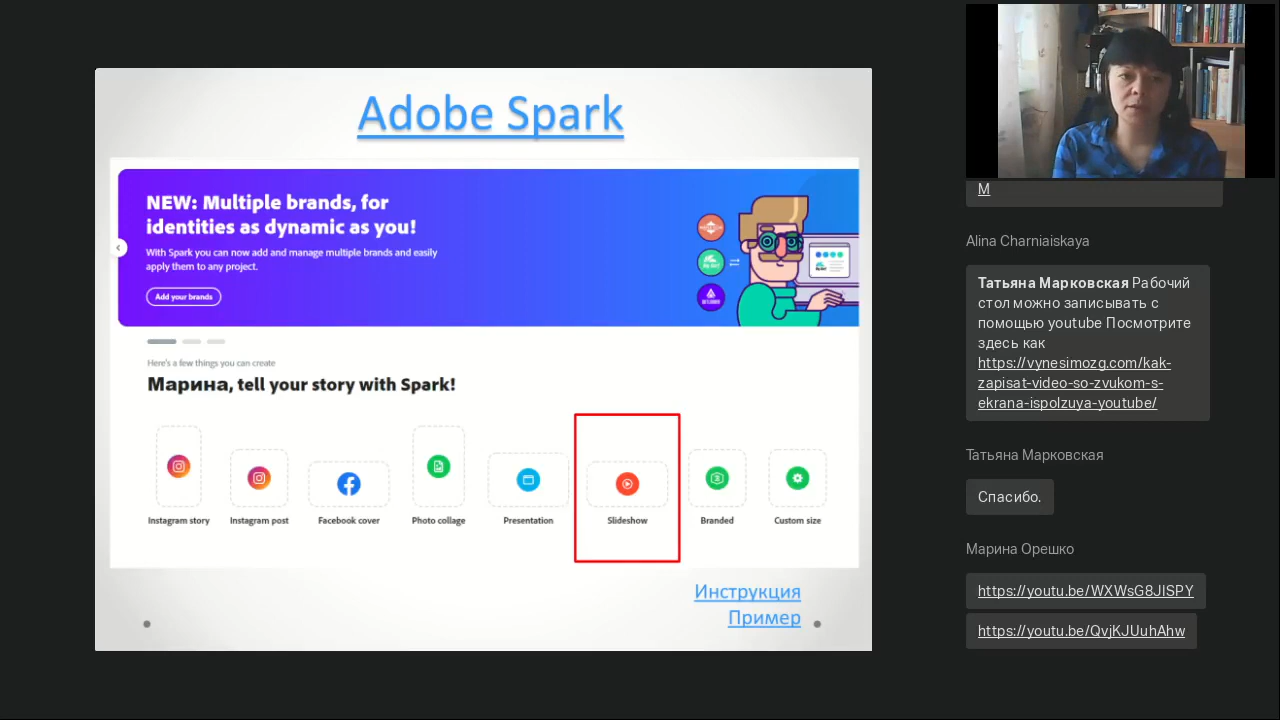 Adobe Spark
NEW: Multiple brands, for
identities as dynamic as you!
With Spark you can now add and manage multiple brands and easily
apply them to any project.
Add your brands
Here's a few things you can create
Марина, tell your story with Spark!
Instagram story
Instagram post
Facebook cover
Photo collage
Presentation
Slideshow
Branded
Custom size
Инструкция
Пример
M
Alina Charniaiskaya
Татьяна Марковская Рабочий
стол можно записывать с
помощью youtube Посмотрите
здесь как
https://vynesimozg.com/kak-
zapisat-video-so-zvukom-s-
ekrana-ispolzuya-youtube/
Татьяна Марковская
Спасибо.
Марина Орешко
https://youtu.be/WXWsG8JlSPY
https://youtu.be/QvjKJUuhAhw